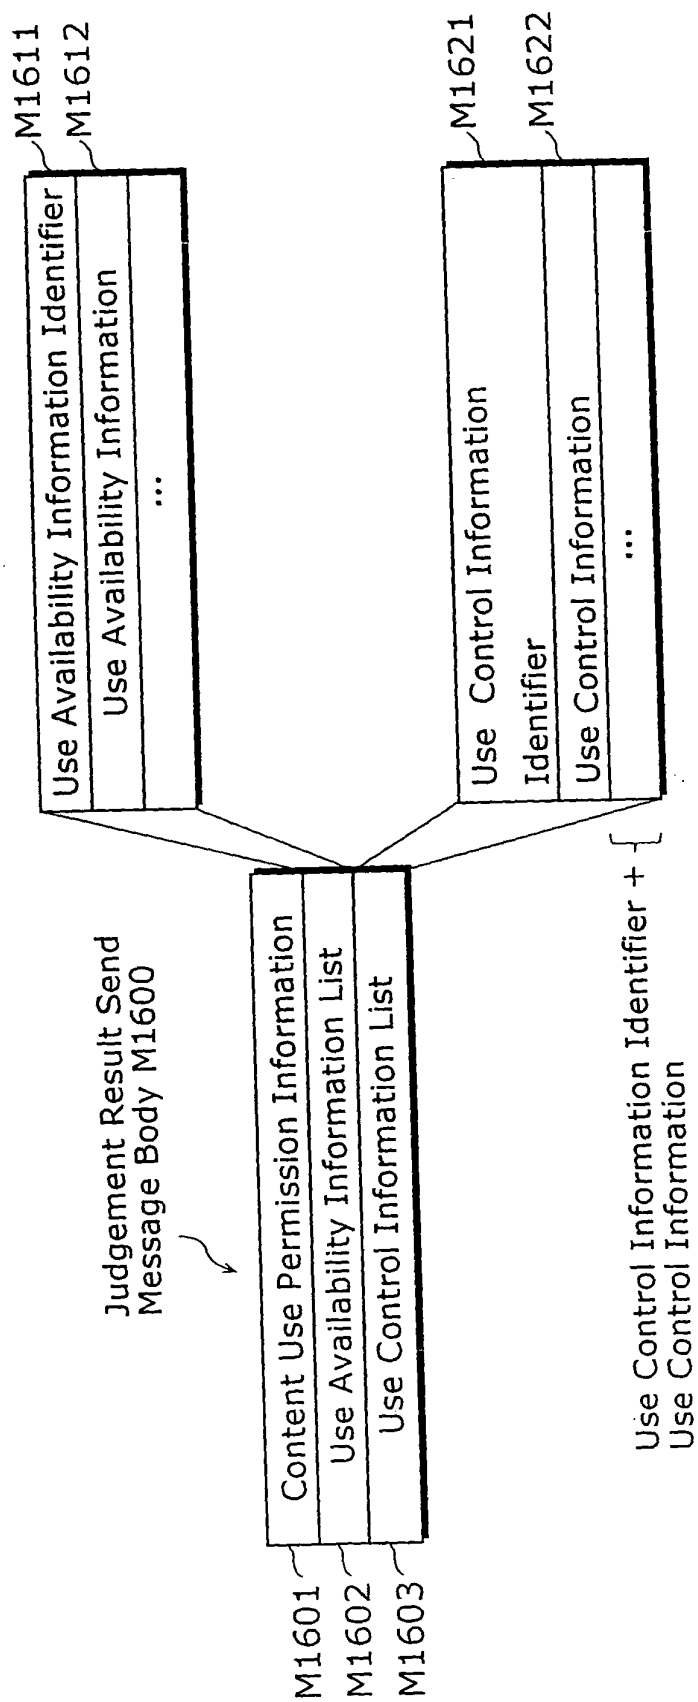 Judgement Result Send
Message Body M1600
M1601
Content Use Permission Information
M1602
Use Availability Information List
M1603
Use Control Information List
Use Availability Information Identifier
M1611
Use Availability Information
M1612
...
Use Control Information
Identifier
M1621
Use Control Information
M1622
...
Use Control Information Identifier +
Use Control Information